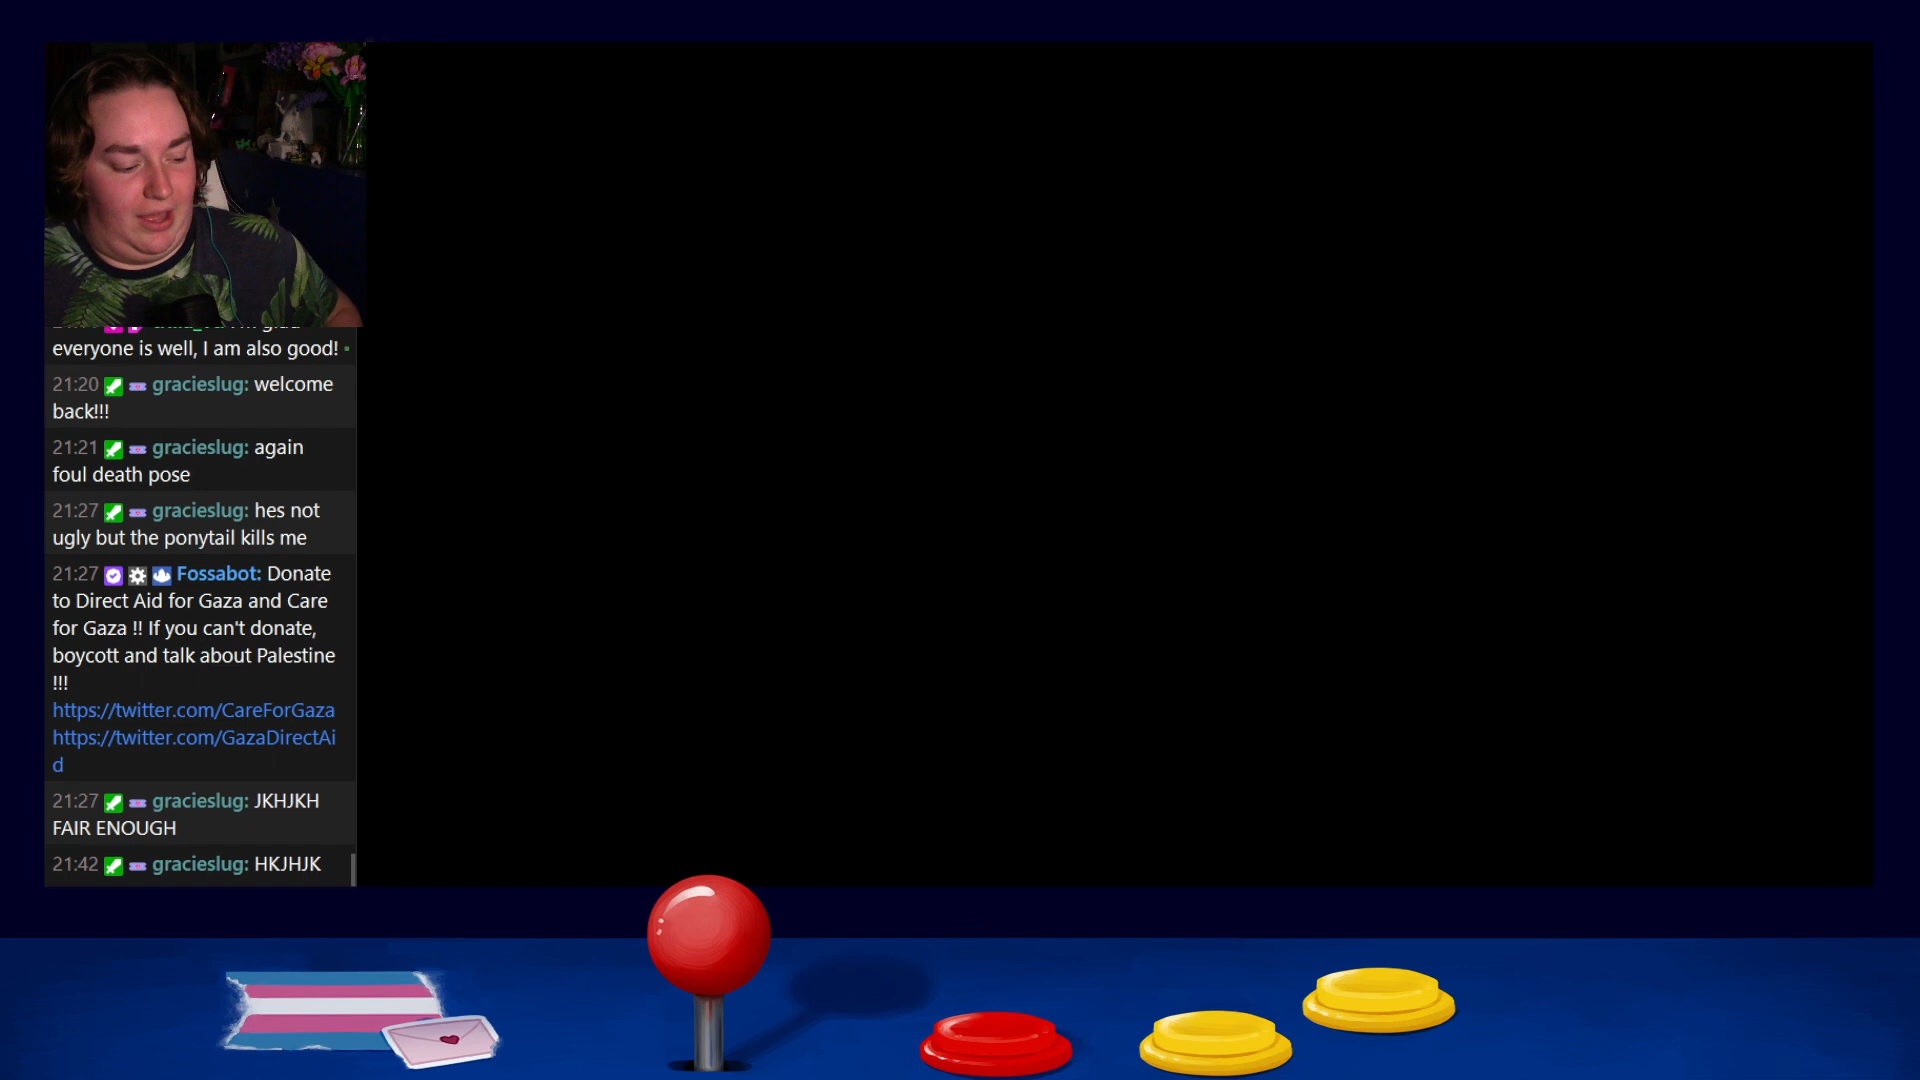 everyone is well, I am also good!
21:20 gracieslug: welcome
back!!!
21:21 gracieslug: again
foul death pose
21:27 gracieslug: hes not
ugly but the ponytail kills me
21:27 Fossabot: Donate
to Direct Aid for Gaza and Care
for Gaza !! If you can't donate,
boycott and talk about Palestine
!!!
https://twitter.com/CareForGaza
https://twitter.com/GazaDirectAi
d
21:27 gracieslug: JKHJKH
FAIR ENOUGH
21:42 gracieslug: HKJHJK